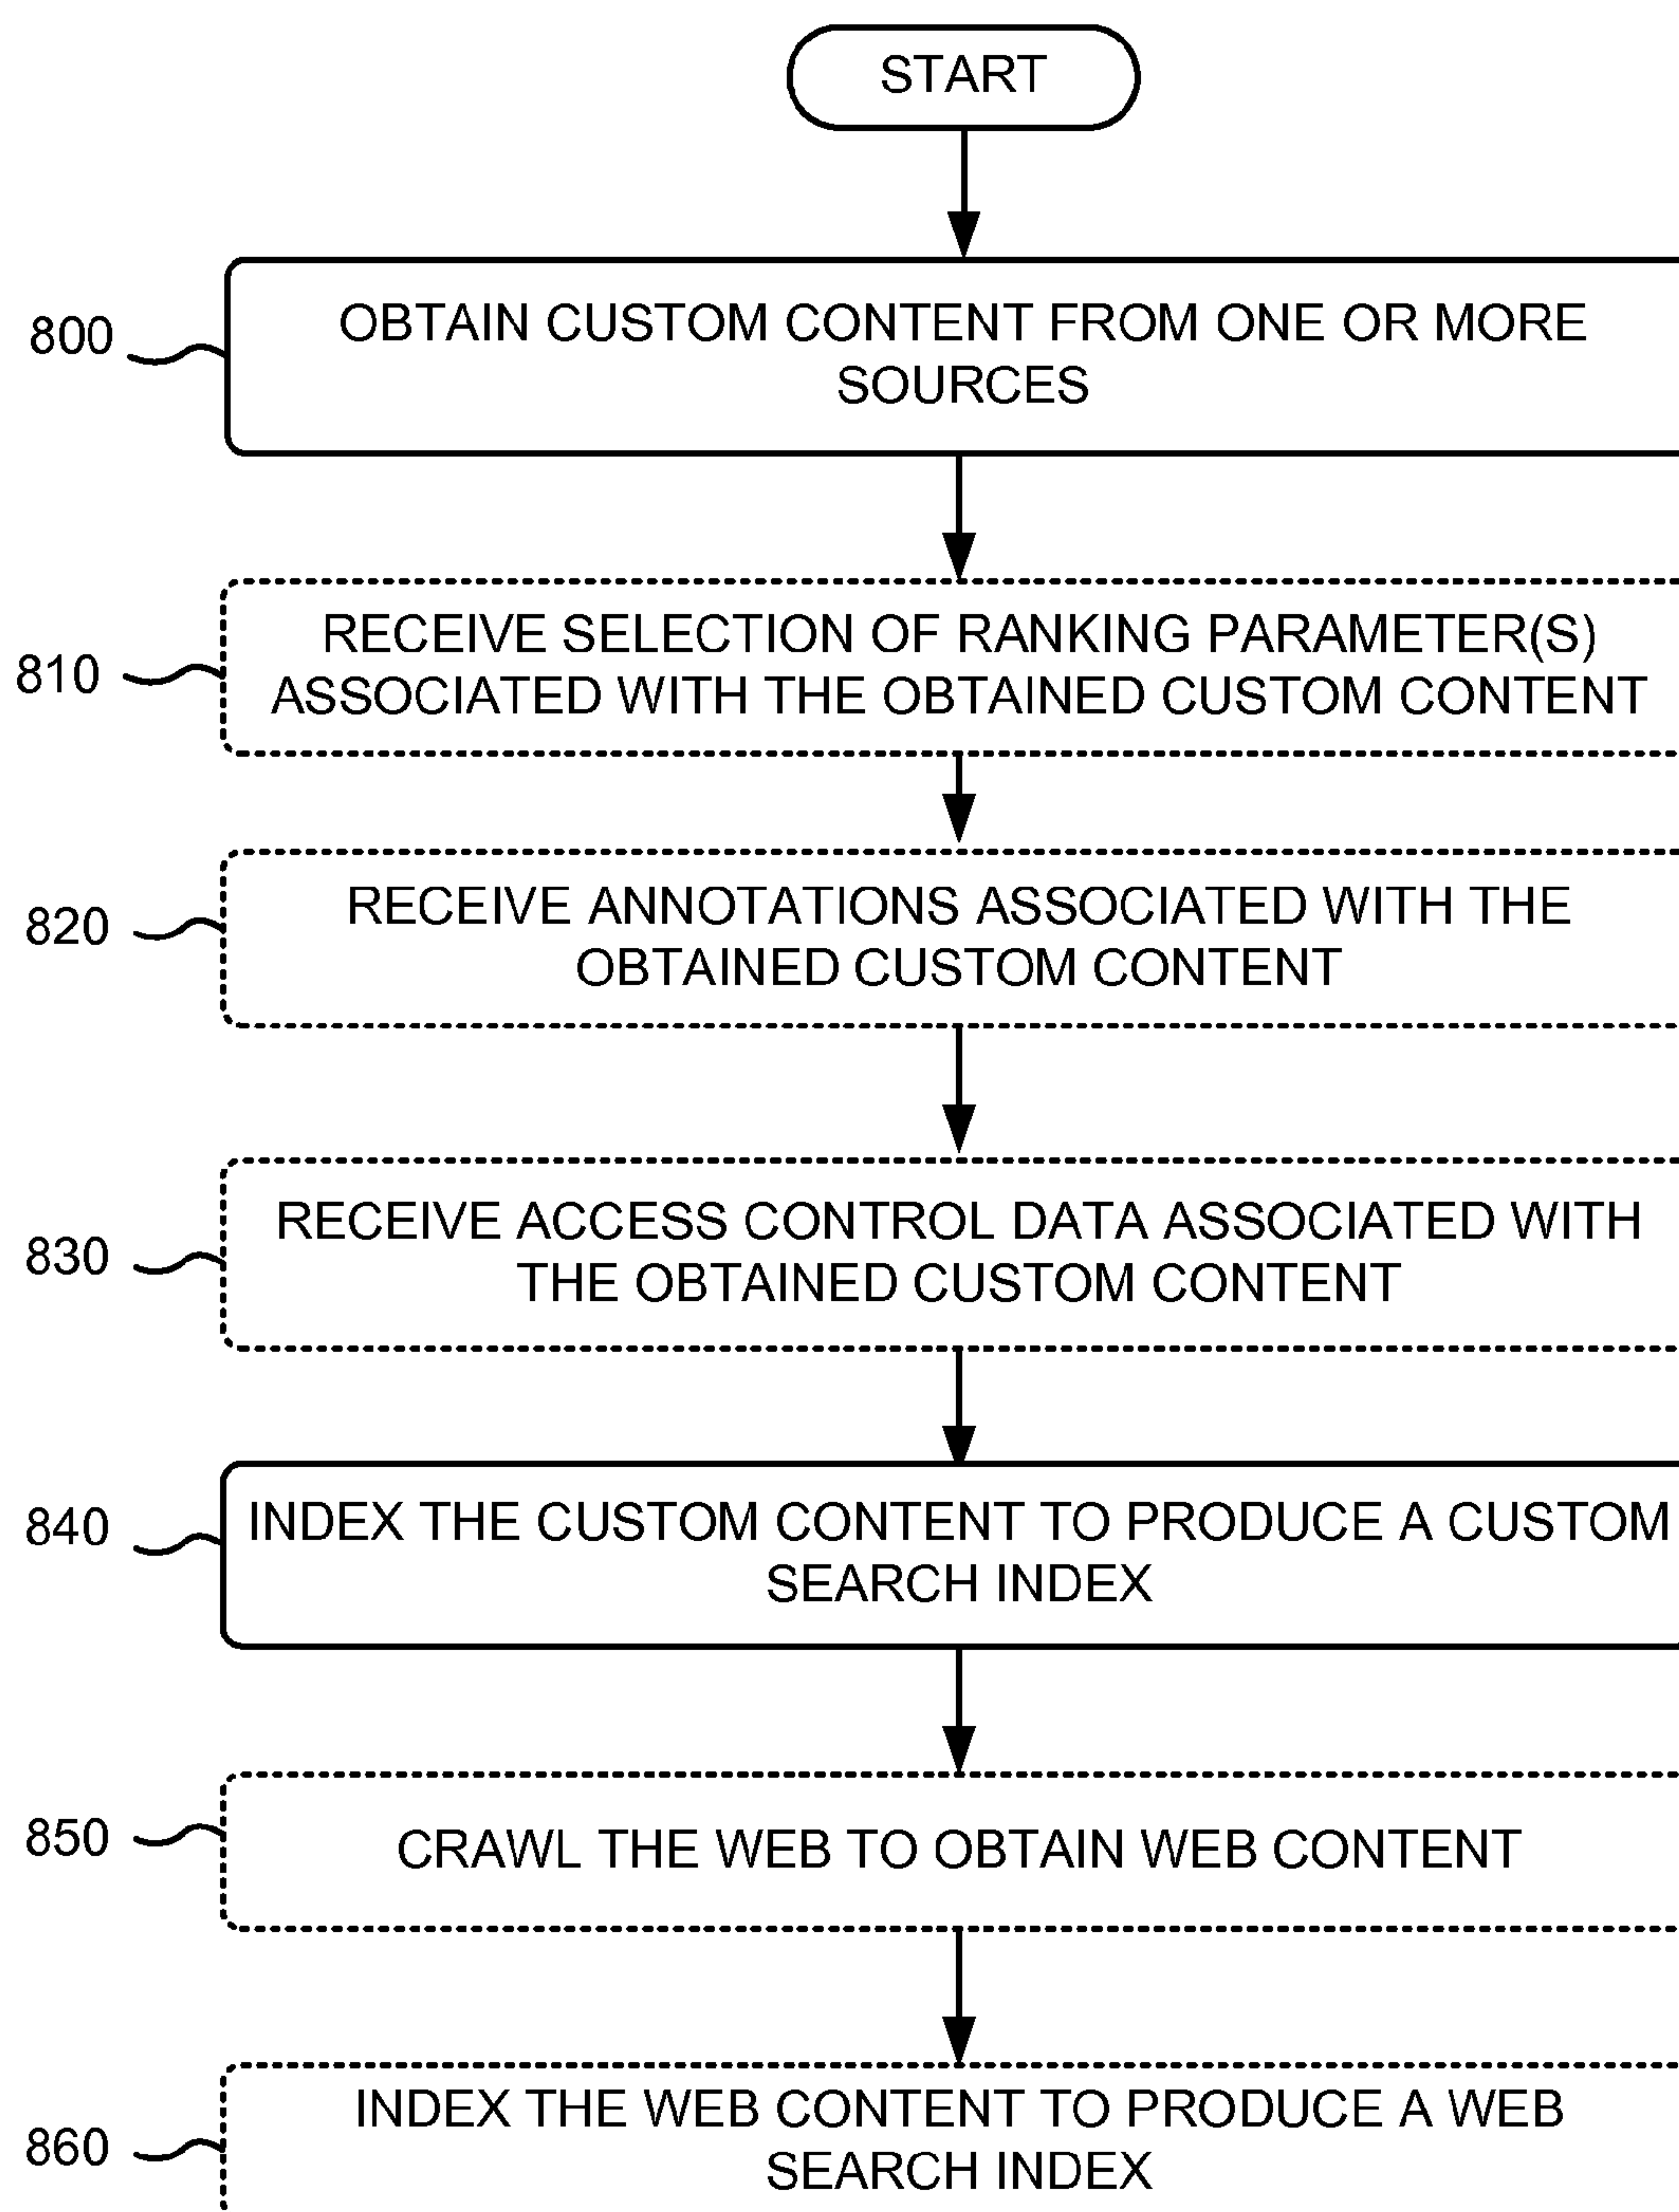 START
800
OBTAIN CUSTOM CONTENT FROM ONE OR MORE
SOURCES
810
RECEIVE SELECTION OF RANKING PARAMETER(S)
ASSOCIATED WITH THE OBTAINED CUSTOM CONTENT
820
RECEIVE ANNOTATIONS ASSOCIATED WITH THE
OBTAINED CUSTOM CONTENT
830
RECEIVE ACCESS CONTROL DATA ASSOCIATED WITH
THE OBTAINED CUSTOM CONTENT
840
INDEX THE CUSTOM CONTENT TO PRODUCE A CUSTOM
SEARCH INDEX
850
CRAWL THE WEB TO OBTAIN WEB CONTENT
860
INDEX THE WEB CONTENT TO PRODUCE A WEB
SEARCH INDEX